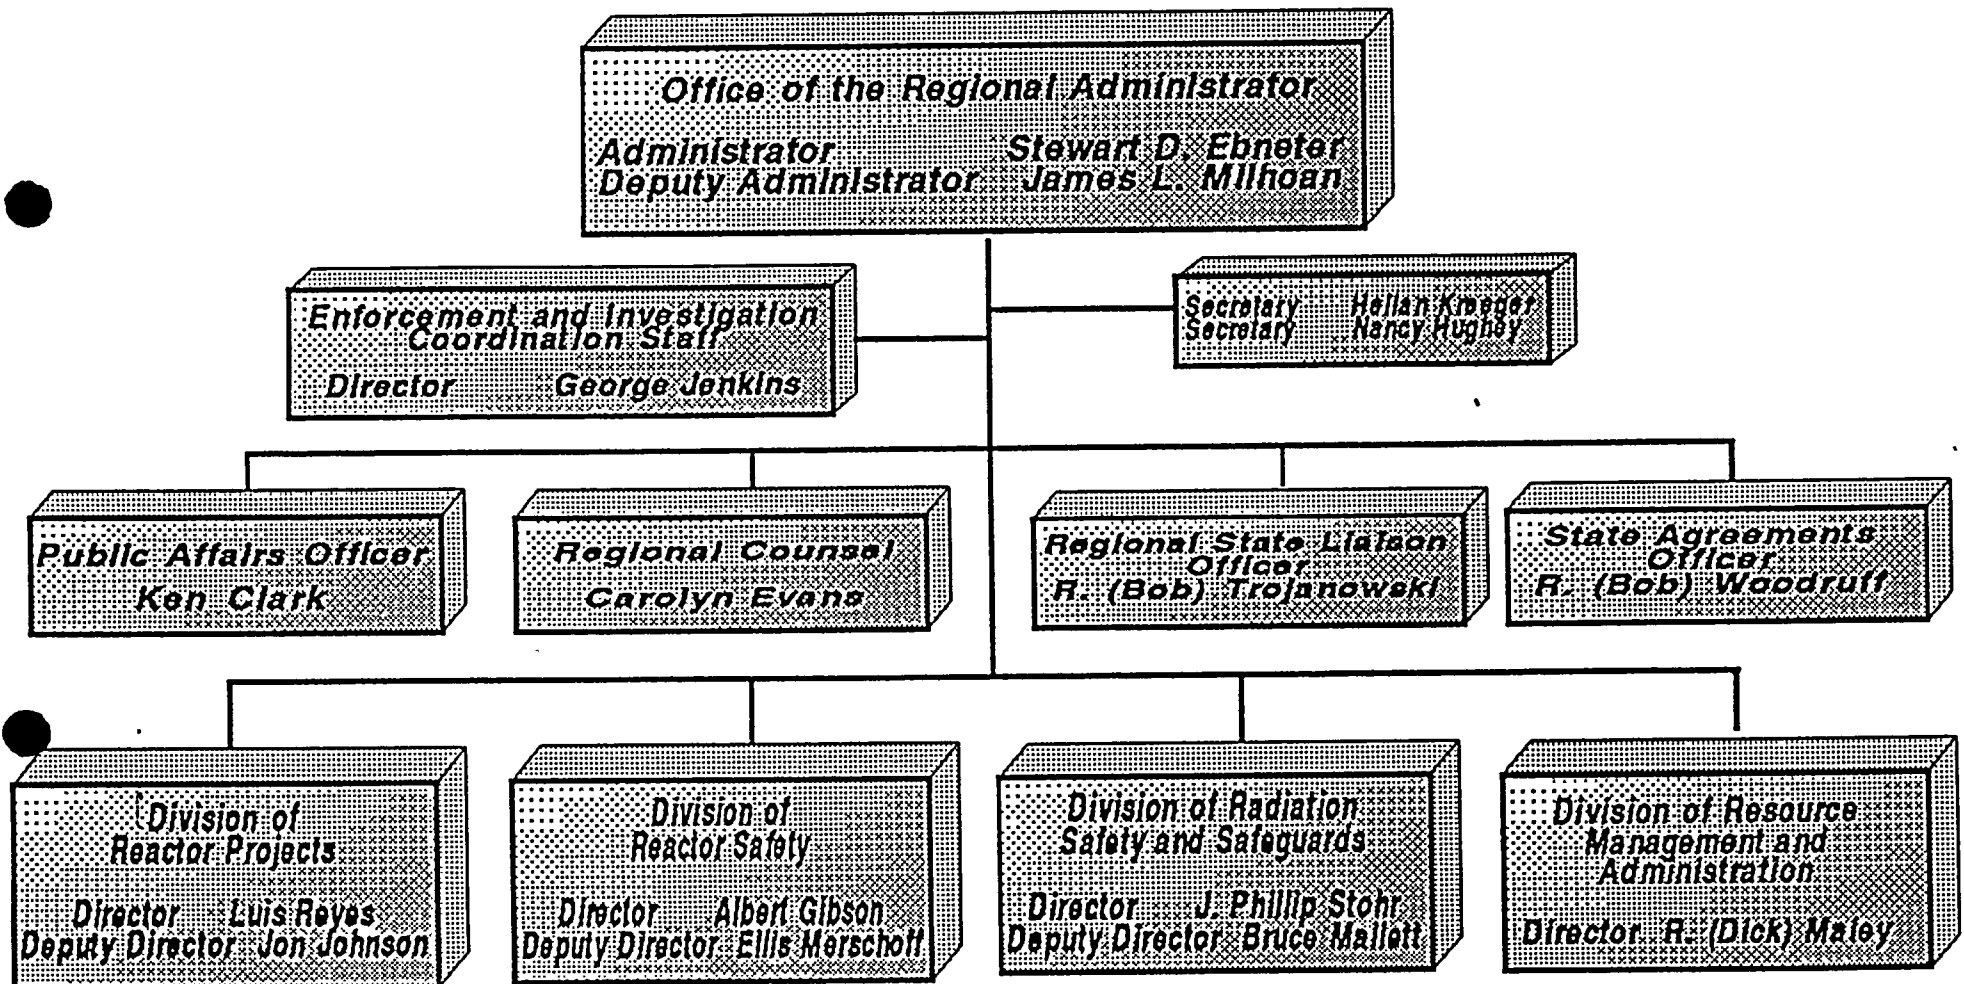 Office of the Regional Administrator
Administrator Stewart D. Ebneter
Deputy Administrator James L. Milhoan
Enforcement and Investigation
Coordination Staff
Director George Jenkins
Secretary Hellan Kroeger
Secretary Nancy Hughey
Public Affairs Officer
Ken Clark
Regional Counsel
Carolyn Evans
Regional State Liaison
Officer
R. (Bob) Trojanowski
State Agreements
Officer
R. (Bob) Woodruff
Division of
Reactor Projects
Director Luis Reyes
Deputy Director Jon Johnson
Division of
Reactor Safety
Director Albert Gibson
Deputy Director Ellis Merschoff
Division of Radiation
Safety and Safeguards
Director J. Phillip Stohr
Deputy Director Bruce Mallett
Division of Resource
Management and
Administration
Director R. (Dick) Maley